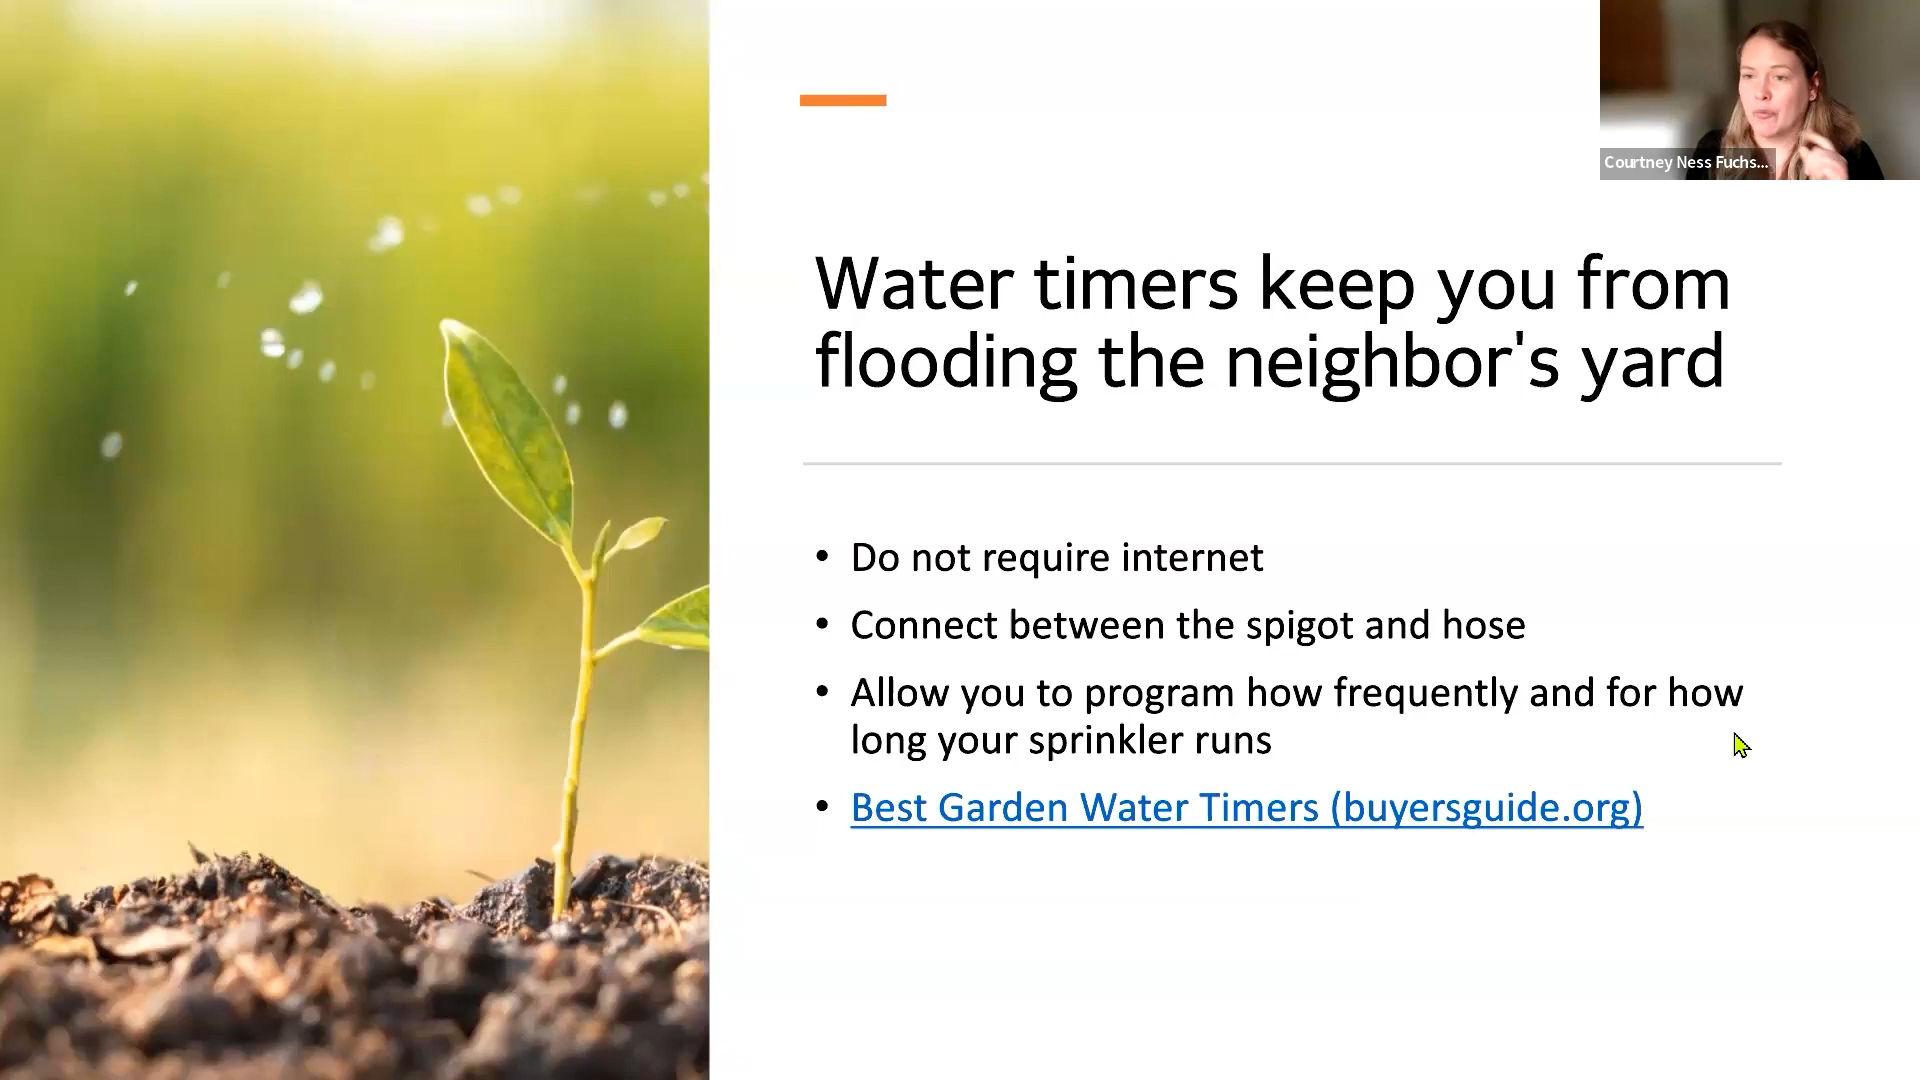 Courtney Ness Fuchs...
Water timers keep you from
flooding the neighbor's yard
• Do not require internet
• Connect between the spigot and hose
• Allow you to program how frequently and for how
long your sprinkler runs
• Best Garden Water Timers (buyersguide.org)